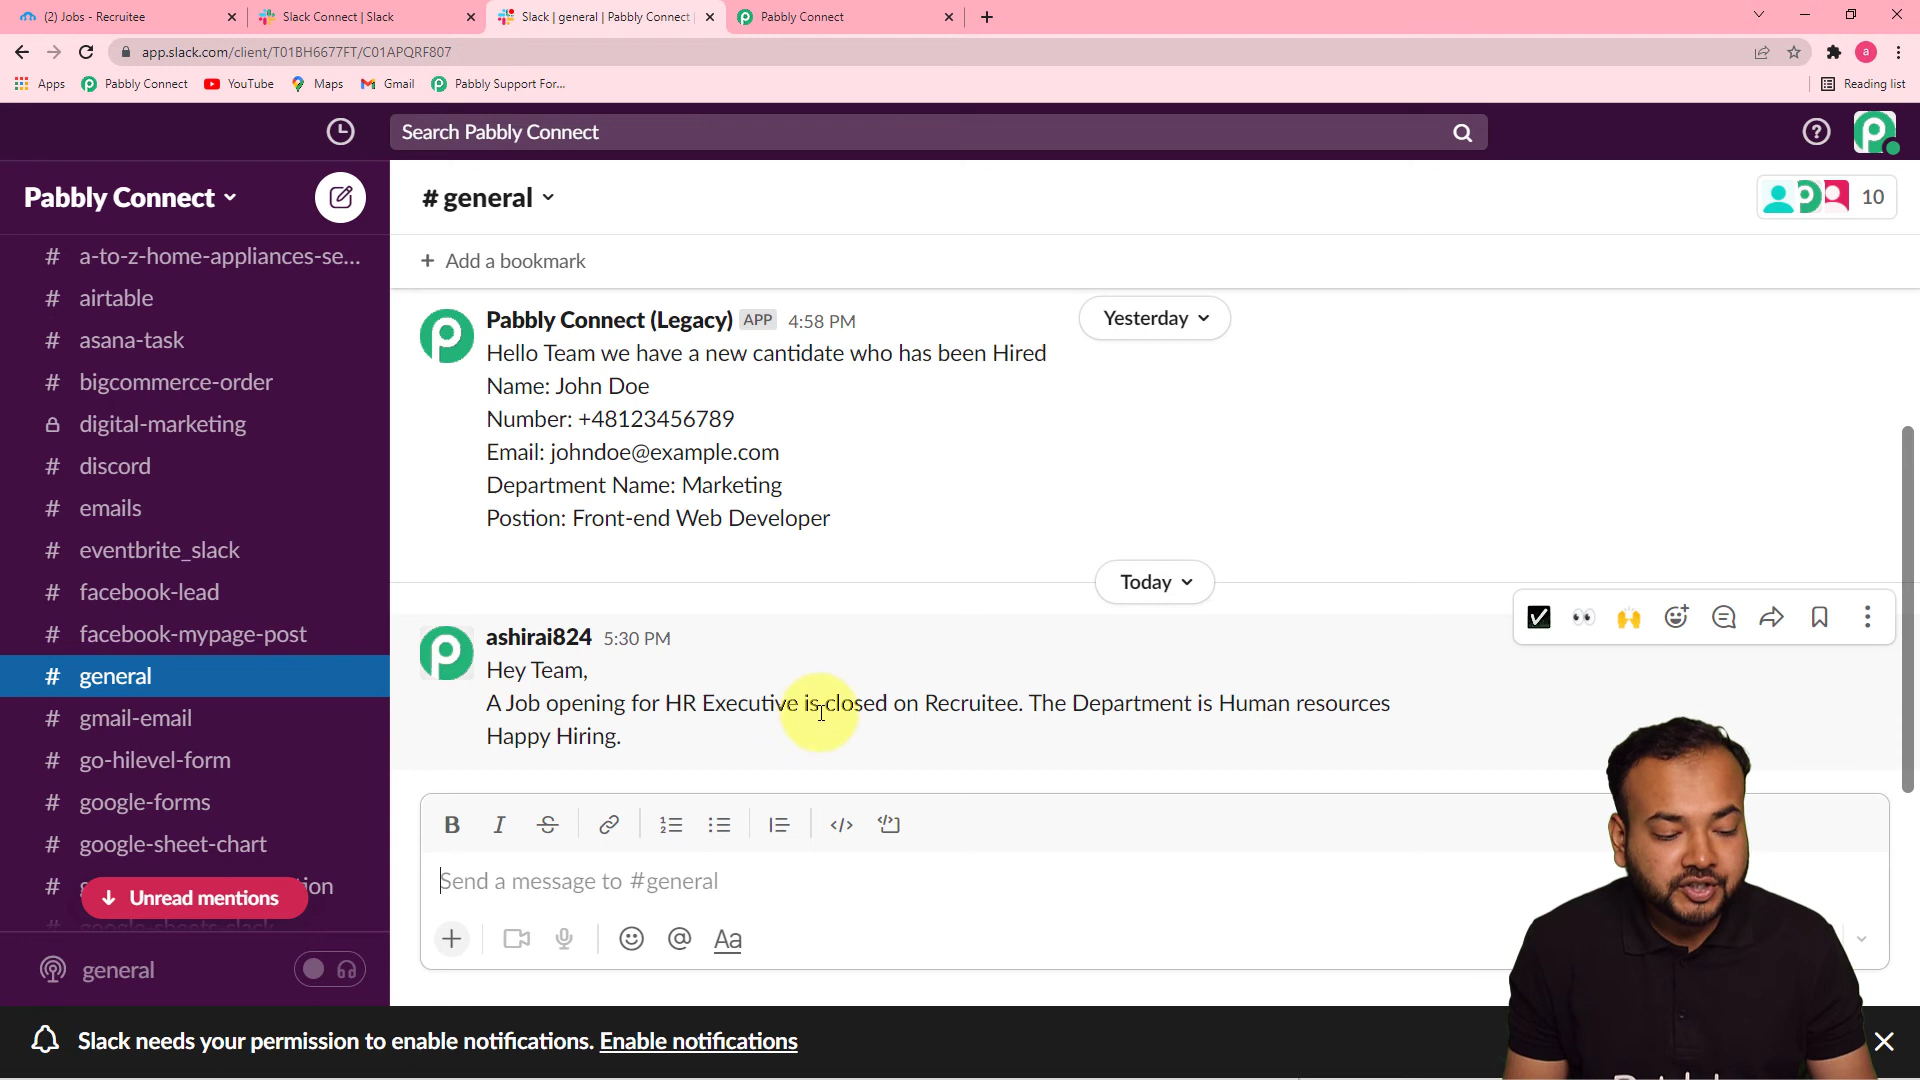 (2) Jobs - Recruitee
Slack Connect | Slack
Slack | general | Pabbly Connect
Pabbly Connect
app.slack.com/client/T01BH6677FT/C01APQRF807
a
Apps
Pabbly Connect
YouTube
Maps
Gmail
Pabbly Support For...
Reading list
Search Pabbly Connect
Pabbly Connect
# general
10
+ Add a bookmark
# a-to-z-home-appliances-se...
# airtable
# asana-task
# bigcommerce-order
digital-marketing
# discord
# emails
# eventbrite_slack
# facebook-lead
# facebook-mypage-post
# general
# gmail-email
# go-hilevel-form
# google-forms
# google-sheet-chart
Unread mentions
# google-sheets-slack
general
Yesterday
Pabbly Connect (Legacy) APP 4:58 PM
Hello Team we have a new cantidate who has been Hired
Name: John Doe
Number: +48123456789
Email: johndoe@example.com
Department Name: Marketing
Postion: Front-end Web Developer
Today
ashirai824 5:30 PM
Hey Team,
A Job opening for HR Executive is closed on Recruitee. The Department is Human resources
Happy Hiring.
Send a message to #general
Aa
Slack needs your permission to enable notifications. Enable notifications